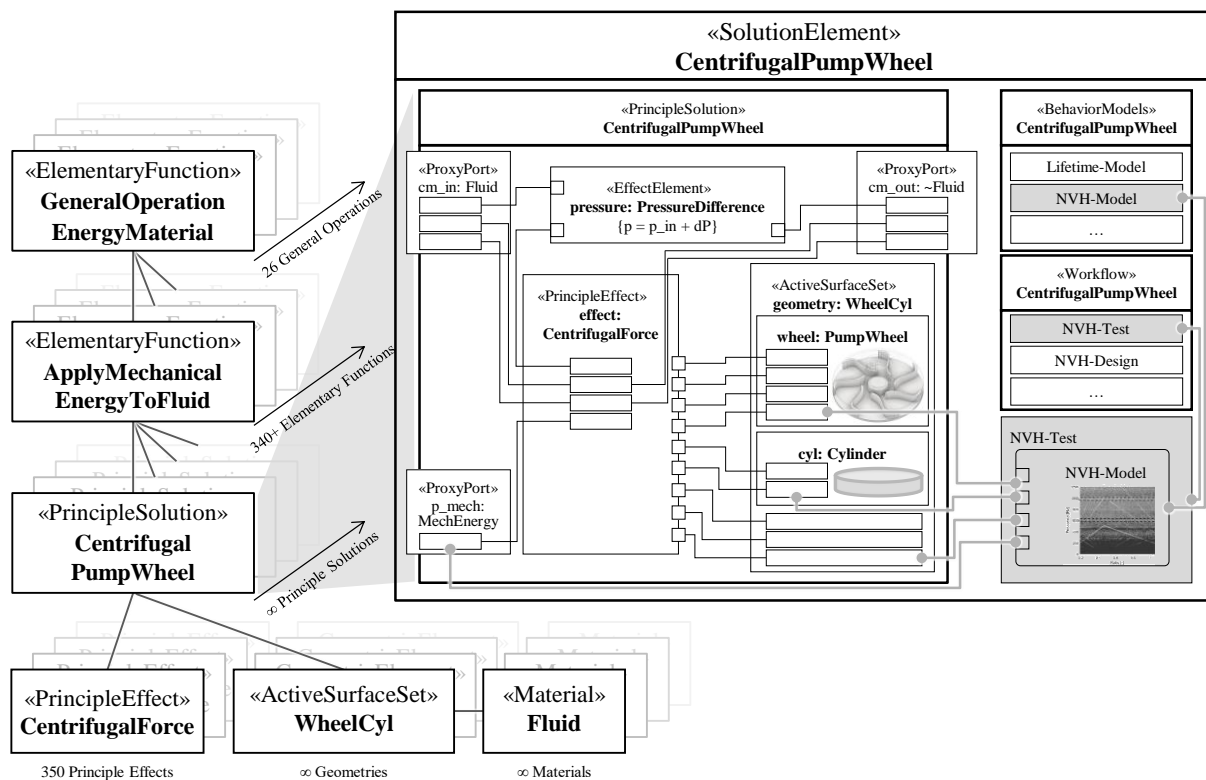 «SolutionElement»
CentrifugalPumpWheel
«PrincipleSolution»
CentrifugalPumpWheel
«ProxyPort»
cm_in: Fluid
«EffectElement»
pressure: PressureDifference
{p = p_in + dP}
«ProxyPort»
cm_out: ~Fluid
«PrincipleEffect»
effect:
CentrifugalForce
«ActiveSurfaceSet»
geometry: WheelCyl
wheel: PumpWheel
cyl: Cylinder
«ProxyPort»
p_mech:
MechEnergy
«BehaviorModels»
CentrifugalPumpWheel
Lifetime-Model
NVH-Model
…
«Workflow»
CentrifugalPumpWheel
NVH-Test
NVH-Design
…
NVH-Test
NVH-Model
«ElementaryFunction»
GeneralOperation
EnergyMaterial
26 General Operations
«ElementaryFunction»
ApplyMechanical
EnergyToFluid
340+ Elementary Functions
«PrincipleSolution»
Centrifugal
PumpWheel
∞ Principle Solutions
«PrincipleEffect»
CentrifugalForce
350 Principle Effects
«ActiveSurfaceSet»
WheelCyl
∞ Geometries
«Material»
Fluid
∞ Materials